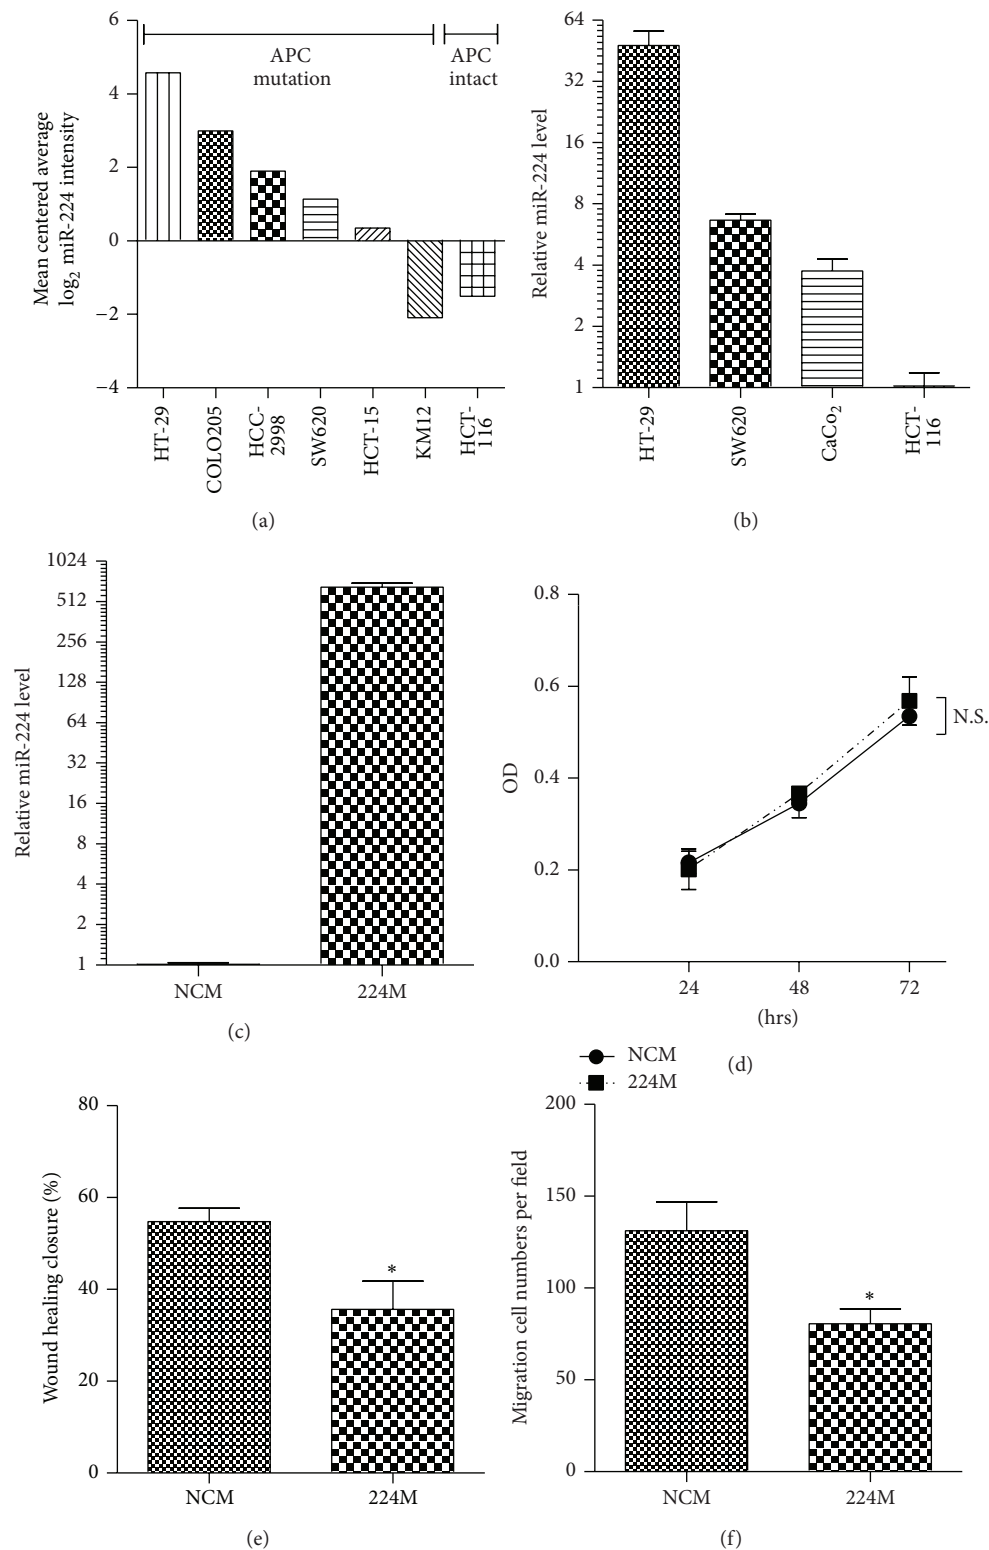 6
4
2
0
−2
−4
Mean centered average
log2 miR-224 intensity
APC
mutation
APC
intact
HT-29
COLO205
HCC-
2998
SW620
HCT-15
KM12
HCT-
116
(a)
64
32
16
8
4
2
1
Relative miR-224 level
HT-29
SW620
CaCo2
HCT-
116
(b)
1024
512
256
128
64
32
16
8
4
2
1
Relative miR-224 level
NCM
224M
(c)
0.8
0.6
0.4
0.2
0.0
OD
N.S.
24
48
72
(hrs)
NCM
224M
(d)
80
60
40
20
0
Wound healing closure (%)
*
NCM
224M
(e)
200
150
100
50
0
Migration cell numbers per field
*
NCM
224M
(f)